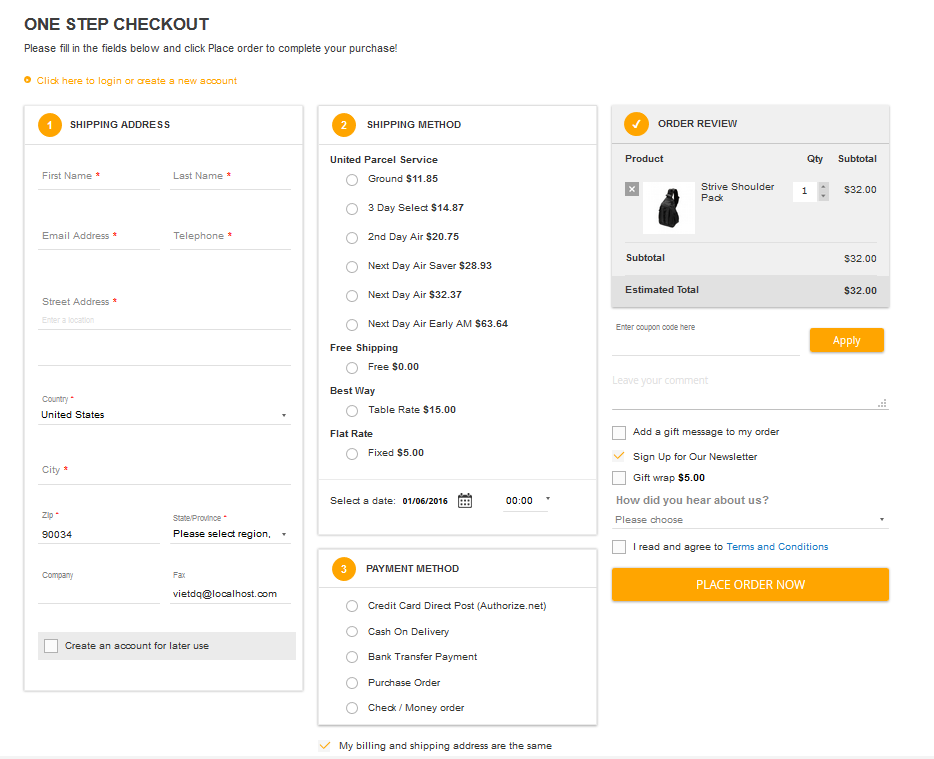 ONE STEP CHECKOUT
Please fill in the fields below and click Place order to complete your purchase!
Click here to login or create a new account
1 SHIPPING ADDRESS
First Name * Last Name *
Email Address * Telephone *
Street Address *
Enter a location
Country *
United States
City *
Zip * State/Province *
90034 Please select region,
Company Fax
vietdq@localhost.com
Create an account for later use
2 SHIPPING METHOD
United Parcel Service
Ground $11.85
3 Day Select $14.87
2nd Day Air $20.75
Next Day Air Saver $28.93
Next Day Air $32.37
Next Day Air Early AM $63.64
Free Shipping
Free $0.00
Best Way
Table Rate $15.00
Flat Rate
Fixed $5.00
Select a date: 01/06/2016 00:00
3 PAYMENT METHOD
Credit Card Direct Post (Authorize.net)
Cash On Delivery
Bank Transfer Payment
Purchase Order
Check / Money order
My billing and shipping address are the same
ORDER REVIEW
Product Qty Subtotal
Strive Shoulder Pack 1 $32.00
Subtotal $32.00
Estimated Total $32.00
Enter coupon code here
Apply
Leave your comment
Add a gift message to my order
Sign Up for Our Newsletter
Gift wrap $5.00
How did you hear about us?
Please choose
I read and agree to Terms and Conditions
PLACE ORDER NOW